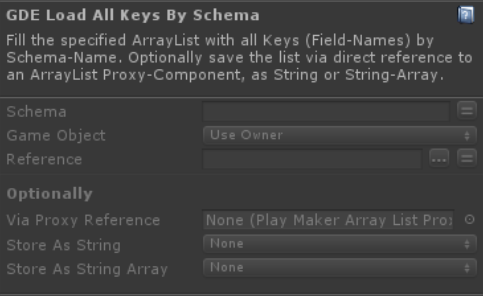 GDE Load All Keys By Schema
Fill the specified ArrayList with all Keys (Field-Names) by
Schema-Name. Optionally save the list via direct reference to
an ArrayList Proxy-Component, as String or String-Array.
Schema
Game Object Use Owner
Reference ...
Optionally
Via Proxy Reference None (Play Maker Array List Pro
Store As String None
Store As String Array None